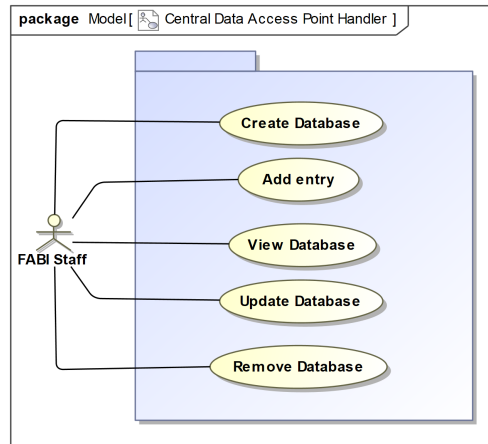 package Model[ Central Data Access Point Handler ]
Create Database
Add entry
View Database
FABI Staff
Update Database
Remove Database